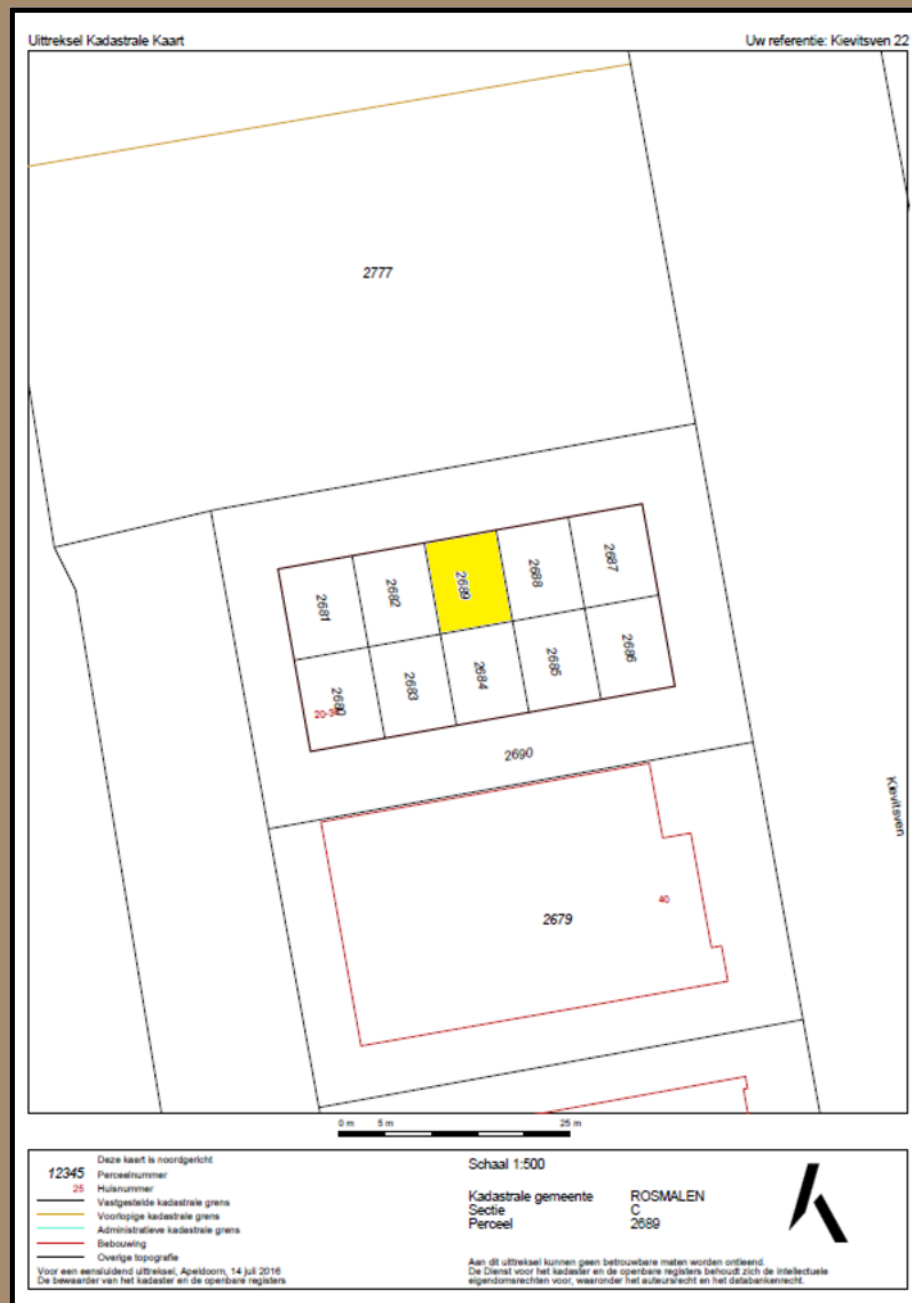 Uittreksel Kadastrale Kaart
Uw referentie: Kievitsven 22
2777
2681
2682
2689
2688
2687
2680
2683
2684
2685
2686
2690
Kievitsven
40
2679
0 m 5 m 25 m
Deze kaart is noordgericht
12345 Perceelnummer
25 Huisnummer
Vastgestelde kadastrale grens
Voorlopige kadastrale grens
Administratieve kadastrale grens
Bebouwing
Overige topografie
Voor een eensluidend uittreksel, Apeldoorn, 14 juli 2016
De bewaarder van het kadaster en de openbare registers
Schaal 1:500
Kadastrale gemeente ROSMALEN
Sectie C
Perceel 2689
Aan dit uittreksel kunnen geen betrouwbare maten worden ontleend.
De Dienst voor het kadaster en de openbare registers behoudt zich de intellectuele
eigendomsrechten voor, waaronder het auteursrecht en het databankenrecht.